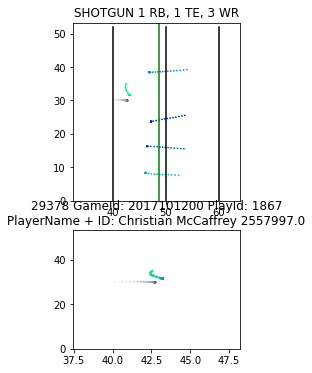 SHOTGUN 1 RB, 1 TE, 3 WR
50
40
30
20
10
0
40 50 60
29378 GameId: 2017101200 PlayId: 1867
PlayerName + ID: Christian McCaffrey 2557997.0
40
20
0
37.5 40.0 42.5 45.0 47.5